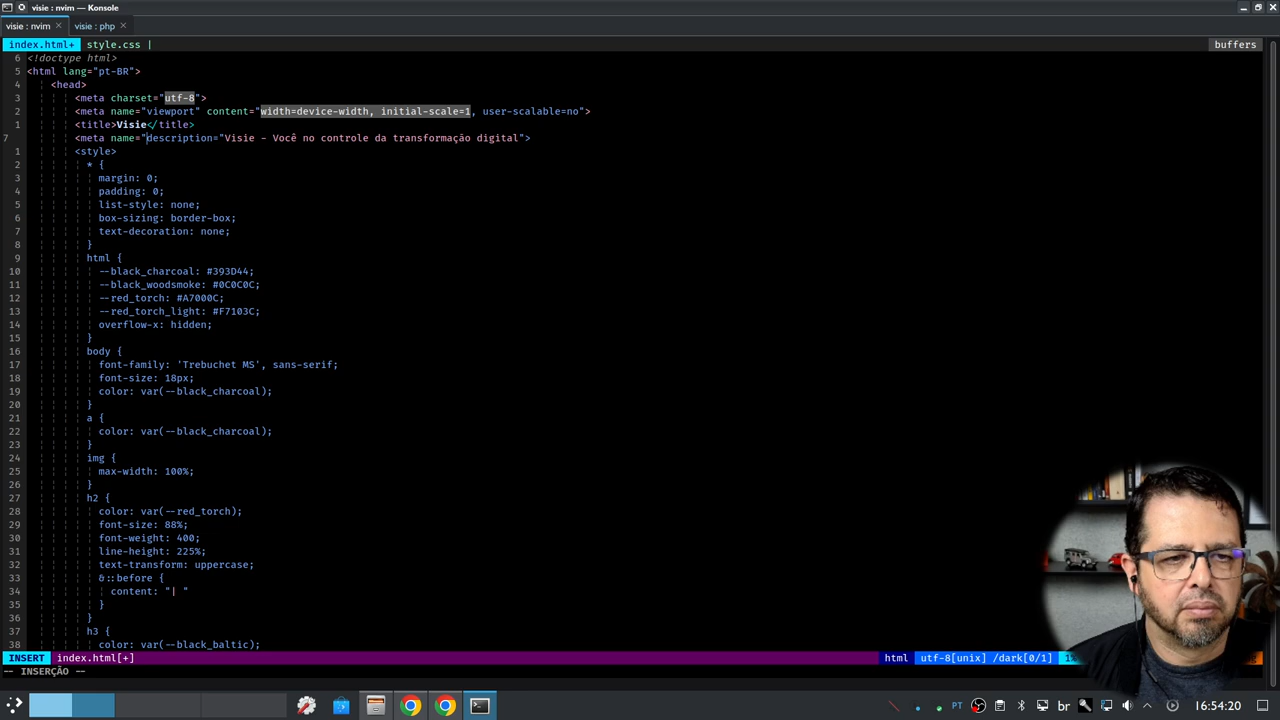 visie : nvim — Konsole
visie : nvim visie : php
index.html+ style.css | buffers
6 <!doctype html>
5 <html lang="pt-BR">
4 <head>
3 <meta charset="utf-8">
2 <meta name="viewport" content="width=device-width, initial-scale=1, user-scalable=no">
1 <title>Visie</title>
7 <meta name="description="Visie - Você no controle da transformação digital">
1 <style>
2 * {
3 margin: 0;
4 padding: 0;
5 list-style: none;
6 box-sizing: border-box;
7 text-decoration: none;
8 }
9 html {
10 --black_charcoal: #393D44;
11 --black_woodsmoke: #0C0C0C;
12 --red_torch: #A7000C;
13 --red_torch_light: #F7103C;
14 overflow-x: hidden;
15 }
16 body {
17 font-family: 'Trebuchet MS', sans-serif;
18 font-size: 18px;
19 color: var(--black_charcoal);
20 }
21 a {
22 color: var(--black_charcoal);
23 }
24 img {
25 max-width: 100%;
26 }
27 h2 {
28 color: var(--red_torch);
29 font-size: 88%;
30 font-weight: 400;
31 line-height: 225%;
32 text-transform: uppercase;
33 &::before {
34 content: "| "
35 }
36 }
37 h3 {
38 color: var(--black_baltic);
INSERT index.html[+] html utf-8[unix] /dark[0/1]
-- INSERÇÃO --
PT br 16:54:20